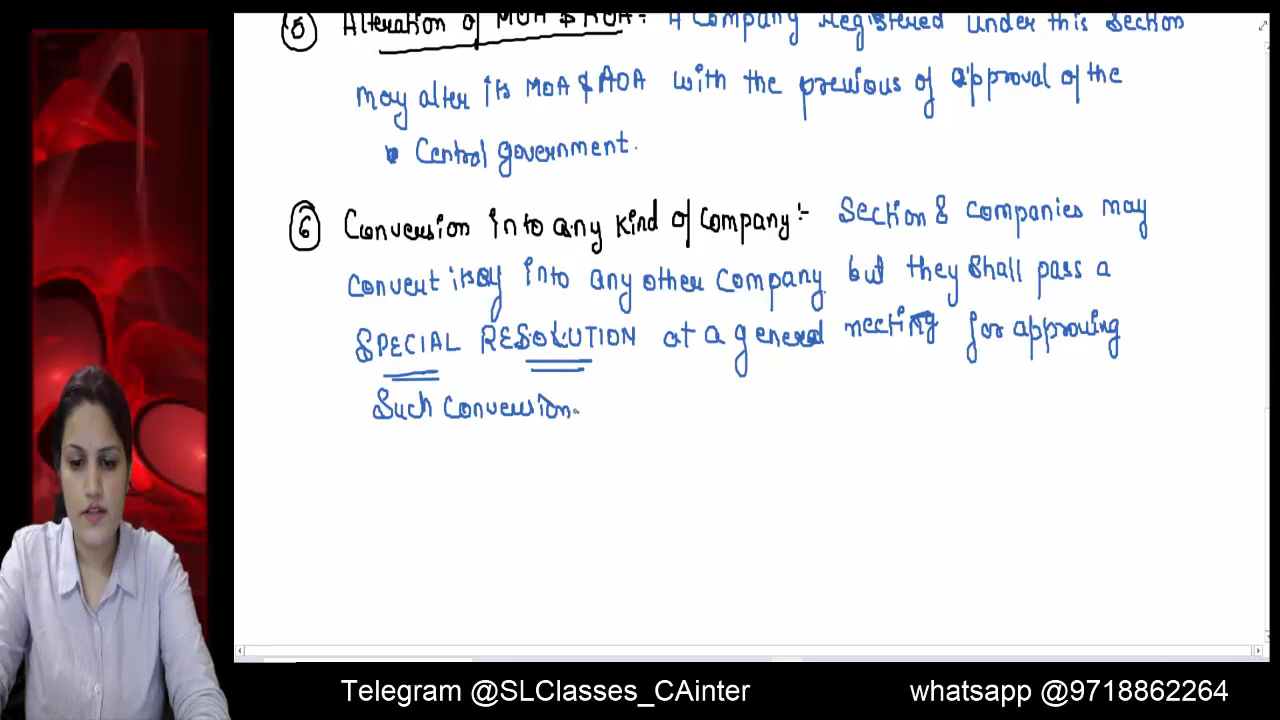 ⑤ Alteration of MOA & AOA:- A Company registered under this Section
may alter its MOA & AOA with the previous of approval of the
Central government.
⑥ Conversion into any kind of company:- Section 8 companies may
convert itself into any other company but they shall pass a
SPECIAL RESOLUTION at a general meeting for approving
Such conversion.
Telegram @SLClasses_CAinter whatsapp @9718862264